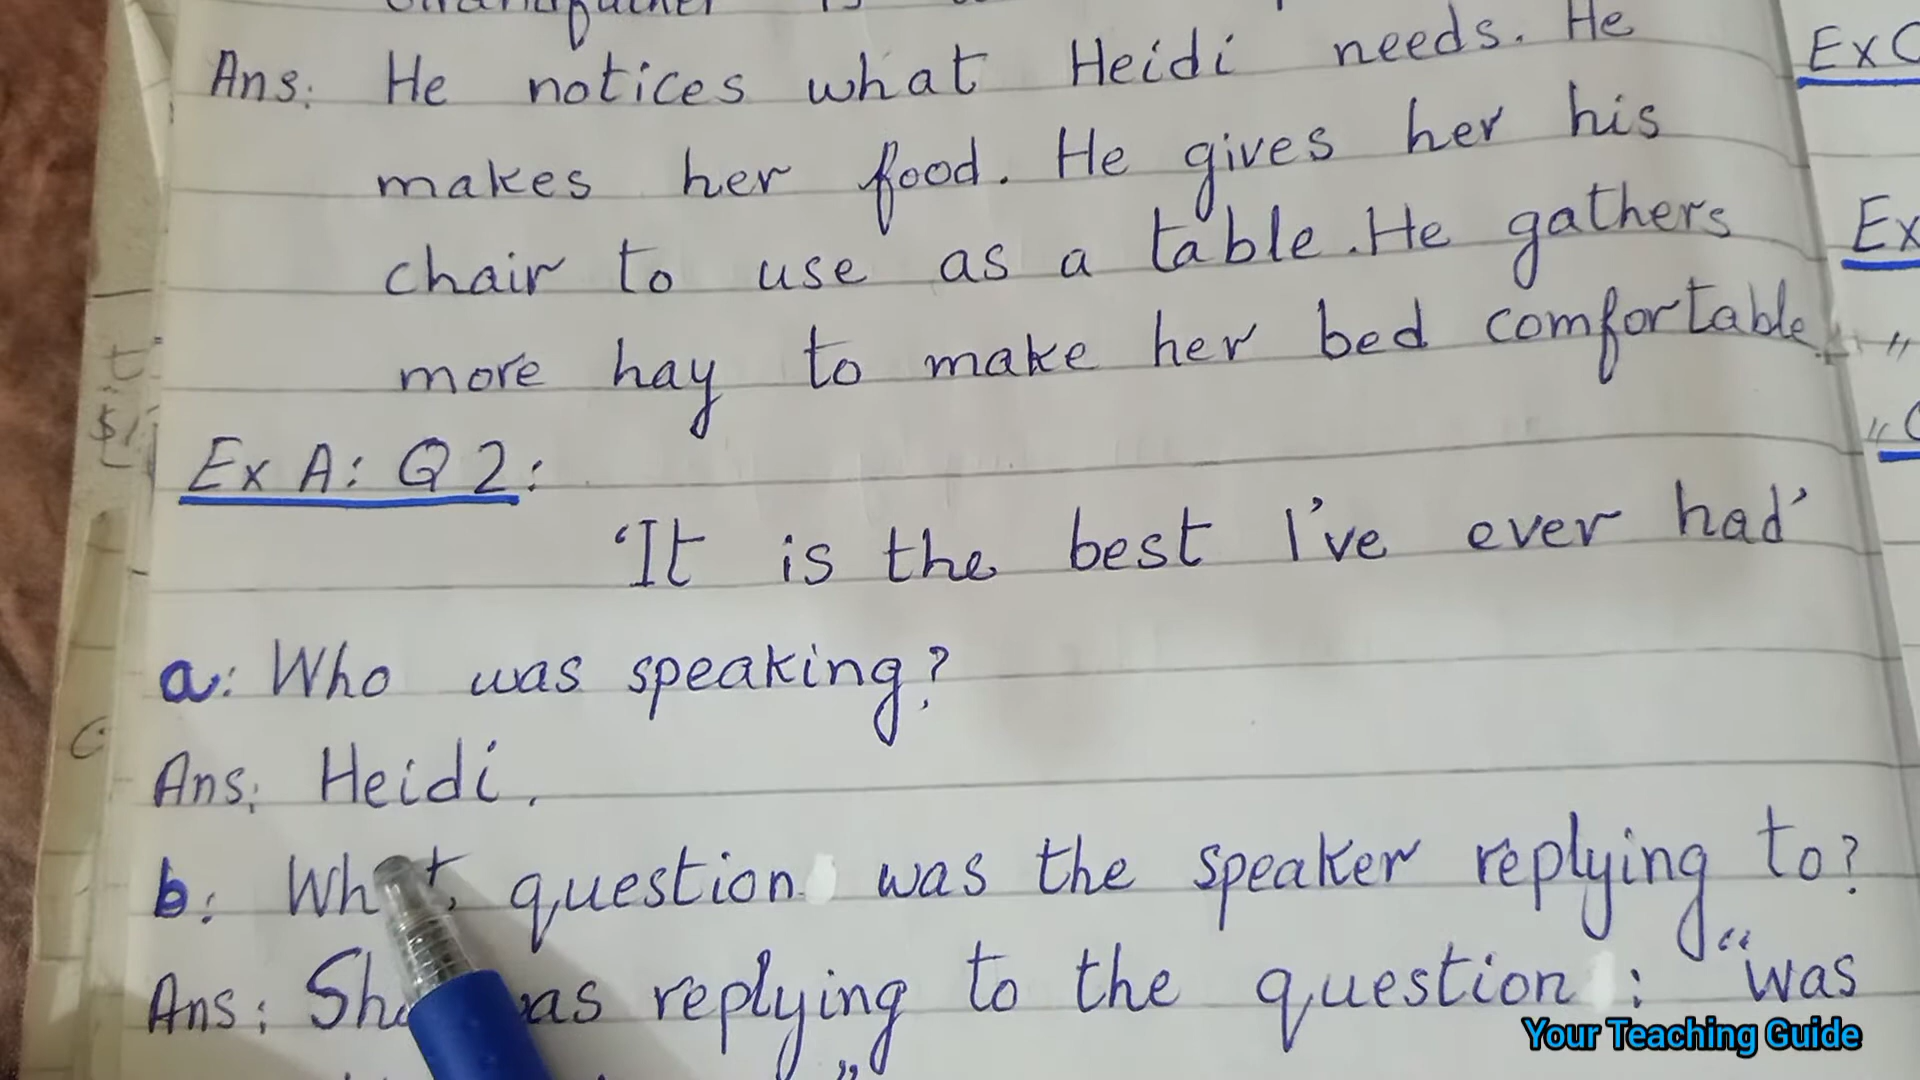 is
Ans: He notices what Heidi needs. He
makes her food. He gives her his
chair to use as a table. He gathers
more hay to make her bed comfortable.
Ex A: Q 2:
'It is the best I've ever had'
a: Who was speaking?
Ans: Heidi.
b: What question was the speaker replying to?
Ans: She was replying to the question : "was
Ex C
Ex
Your Teaching Guide